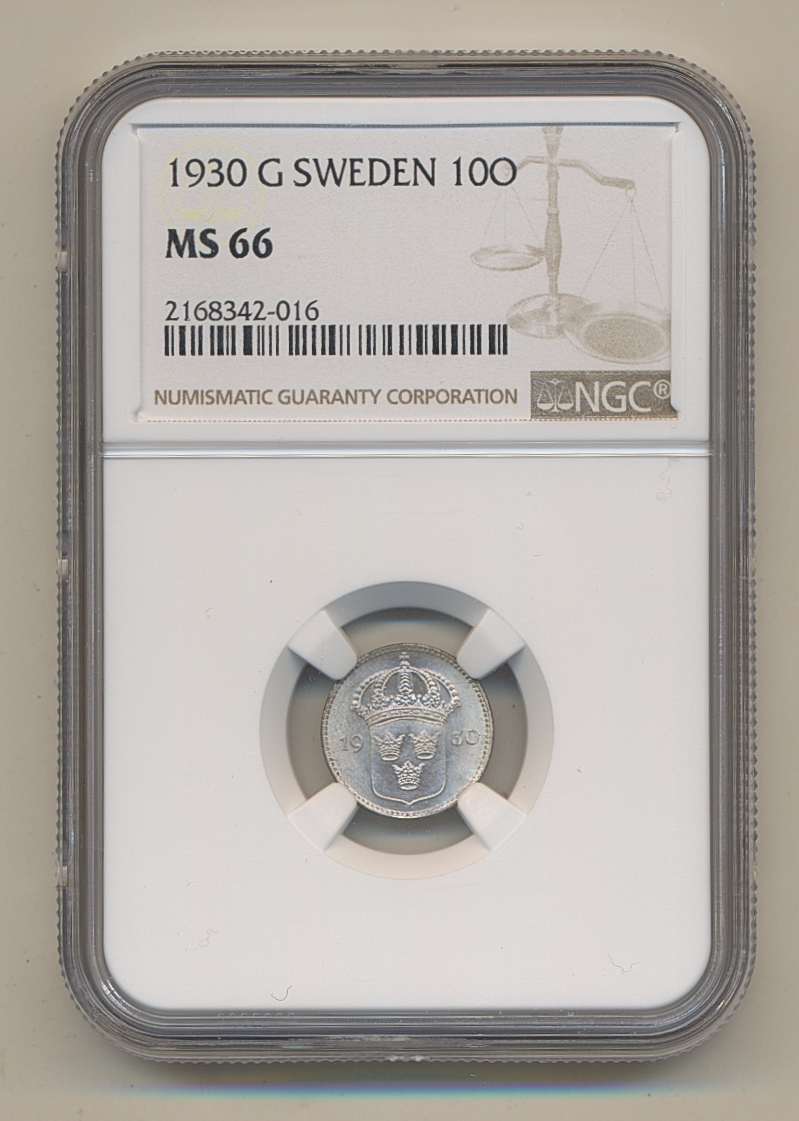 1930 G SWEDEN 10O
MS 66
2168342-016
NUMISMATIC GUARANTY CORPORATION
NGC®
19 30